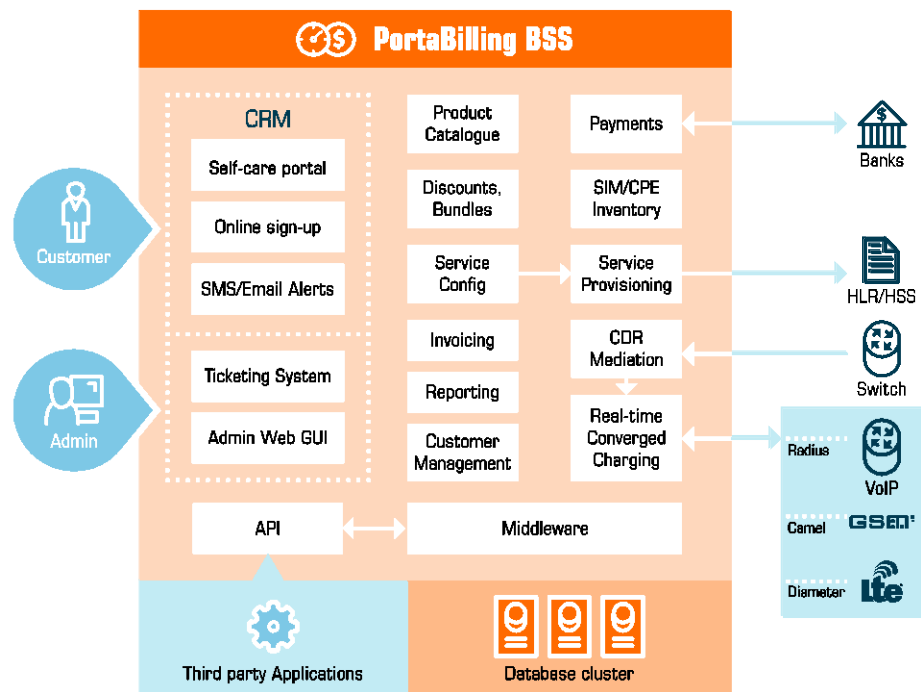 PortaBilling BSS
CRM
Self-care portal
Online sign-up
SMS/Email Alerts
Ticketing System
Admin Web GUI
Customer
Admin
Product
Catalogue
Discounts,
Bundles
Service
Config
Invoicing
Reporting
Customer
Management
Payments
SIM/CPE
Inventory
Service
Provisioning
CDR
Mediation
Real-time
Converged
Charging
API
Middleware
Banks
HLR/HSS
Switch
Radius
VoIP
Camel
GSM
Diameter
Lte
Third party Applications
Database cluster